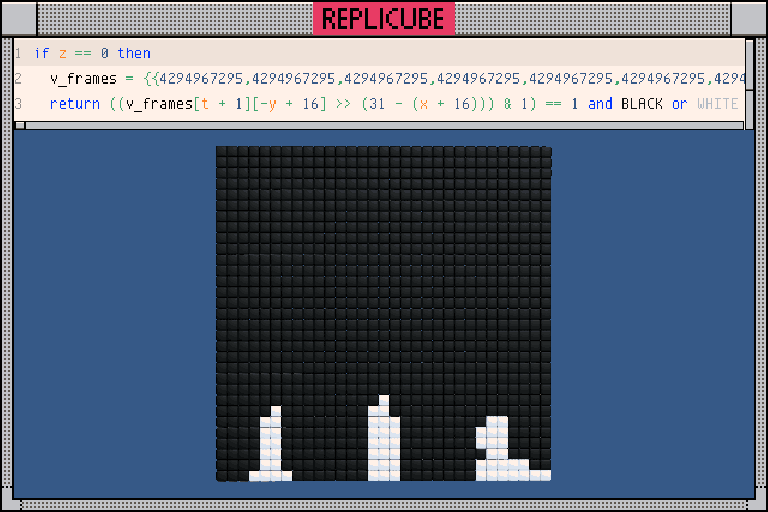 REPLICUBE
1 if z == 0 then
2 v_frames = {{4294967295,4294967295,4294967295,4294967295,4294967295,4294967295,4294
3 return ((v_frames[t + 1][-y + 16] >> (31 - (x + 16))) & 1) == 1 and BLACK or WHITE